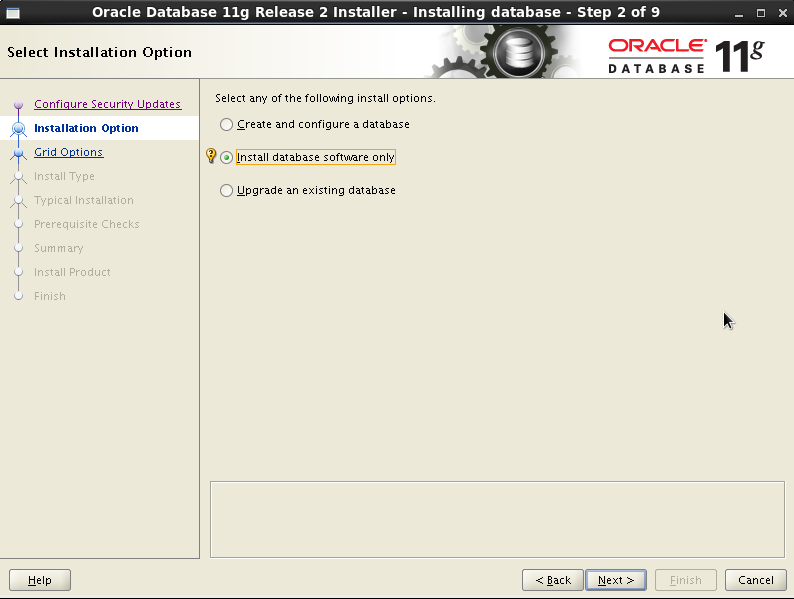 Oracle Database 11g Release 2 Installer - Installing database - Step 2 of 9
Select Installation Option
ORACLE
DATABASE 11g
Configure Security Updates
Installation Option
Grid Options
Install Type
Typical Installation
Prerequisite Checks
Summary
Install Product
Finish
Select any of the following install options.
Create and configure a database
Install database software only
Upgrade an existing database
Help
< Back
Next >
Finish
Cancel